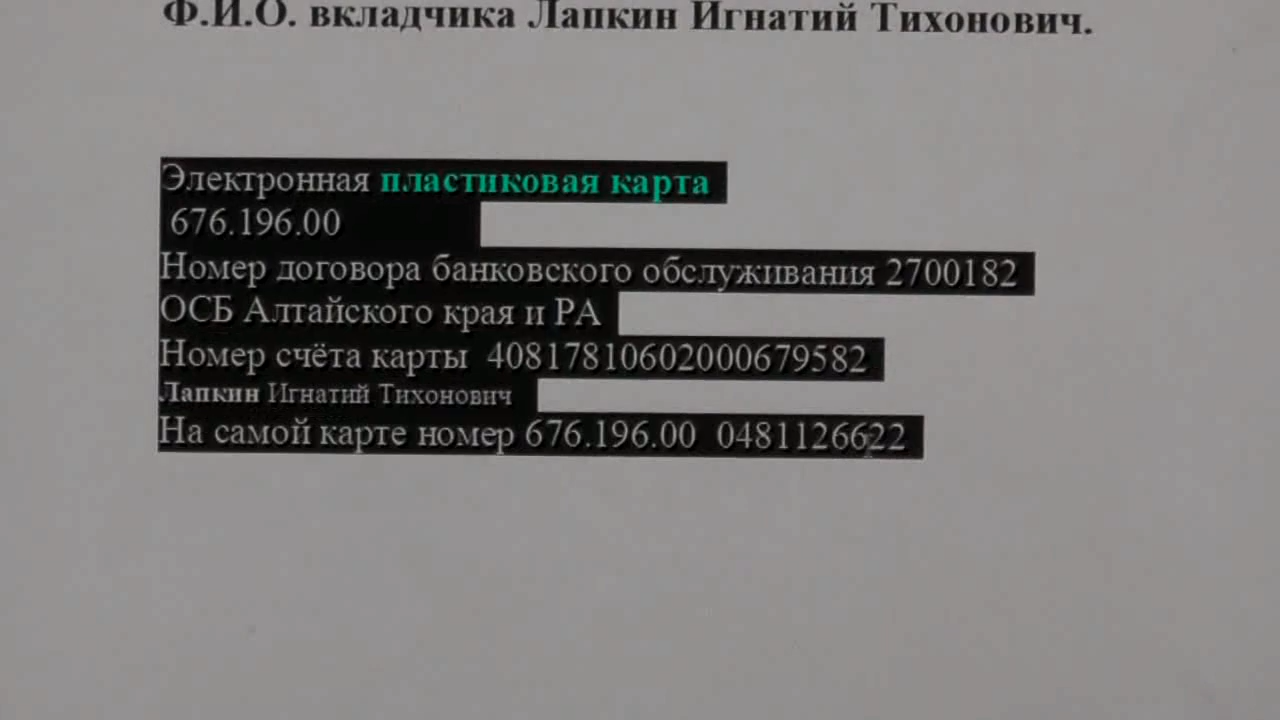 Ф.И.О. вкладчика Лапкин Игнатий Тихонович.
Электронная пластиковая карта
676.196.00
Номер договора банковского обслуживания 2700182
ОСБ Алтайского края и РА
Номер счёта карты 40817810602000679582
Лапкин Игнатий Тихонович
На самой карте номер 676.196.00 0481126622